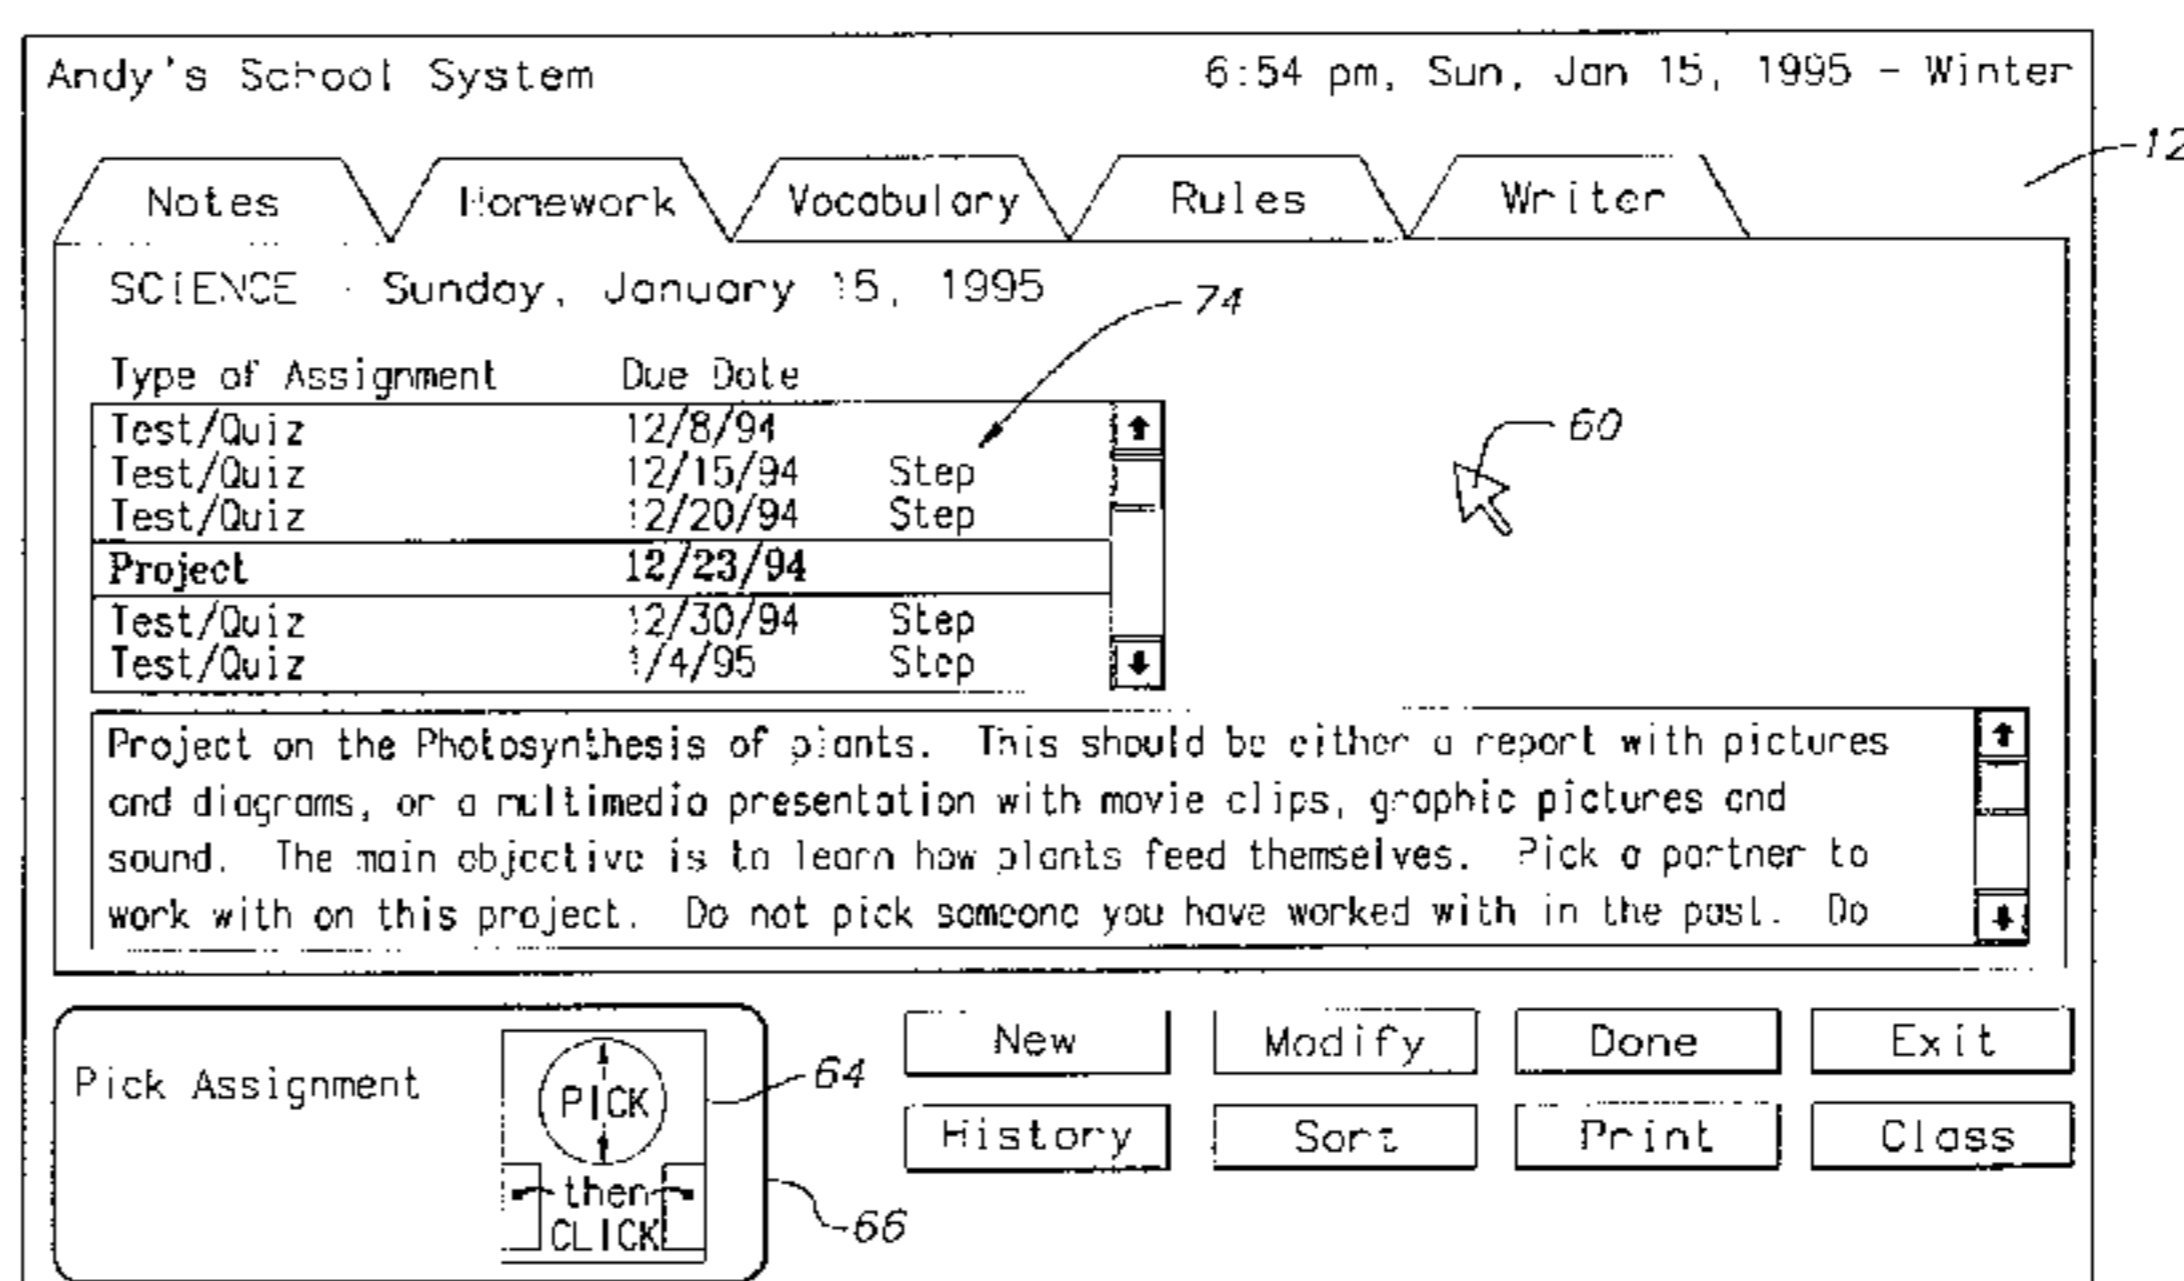 Andy's School System 6:54 pm, Sun, Jan 15, 1995 - Winter
12
Notes Homework Vocabulary Rules Writer
SCIENCE - Sunday, January 15, 1995
74
Type of Assignment Due Date
Test/Quiz 12/8/94
60
Test/Quiz 12/15/94 Step
Test/Quiz 12/20/94 Step
Project 12/23/94
Test/Quiz 12/30/94 Step
Test/Quiz 1/4/95 Step
Project on the Photosynthesis of plants. This should be either a report with pictures
and diagrams, or a multimedia presentation with movie clips, graphic pictures and
sound. The main objective is to learn how plants feed themselves. Pick a partner to
work with on this project. Do not pick someone you have worked with in the past. Do
New Modify Done Exit
Pick Assignment
PICK
64
History Sort Print Class
then
CLICK
66